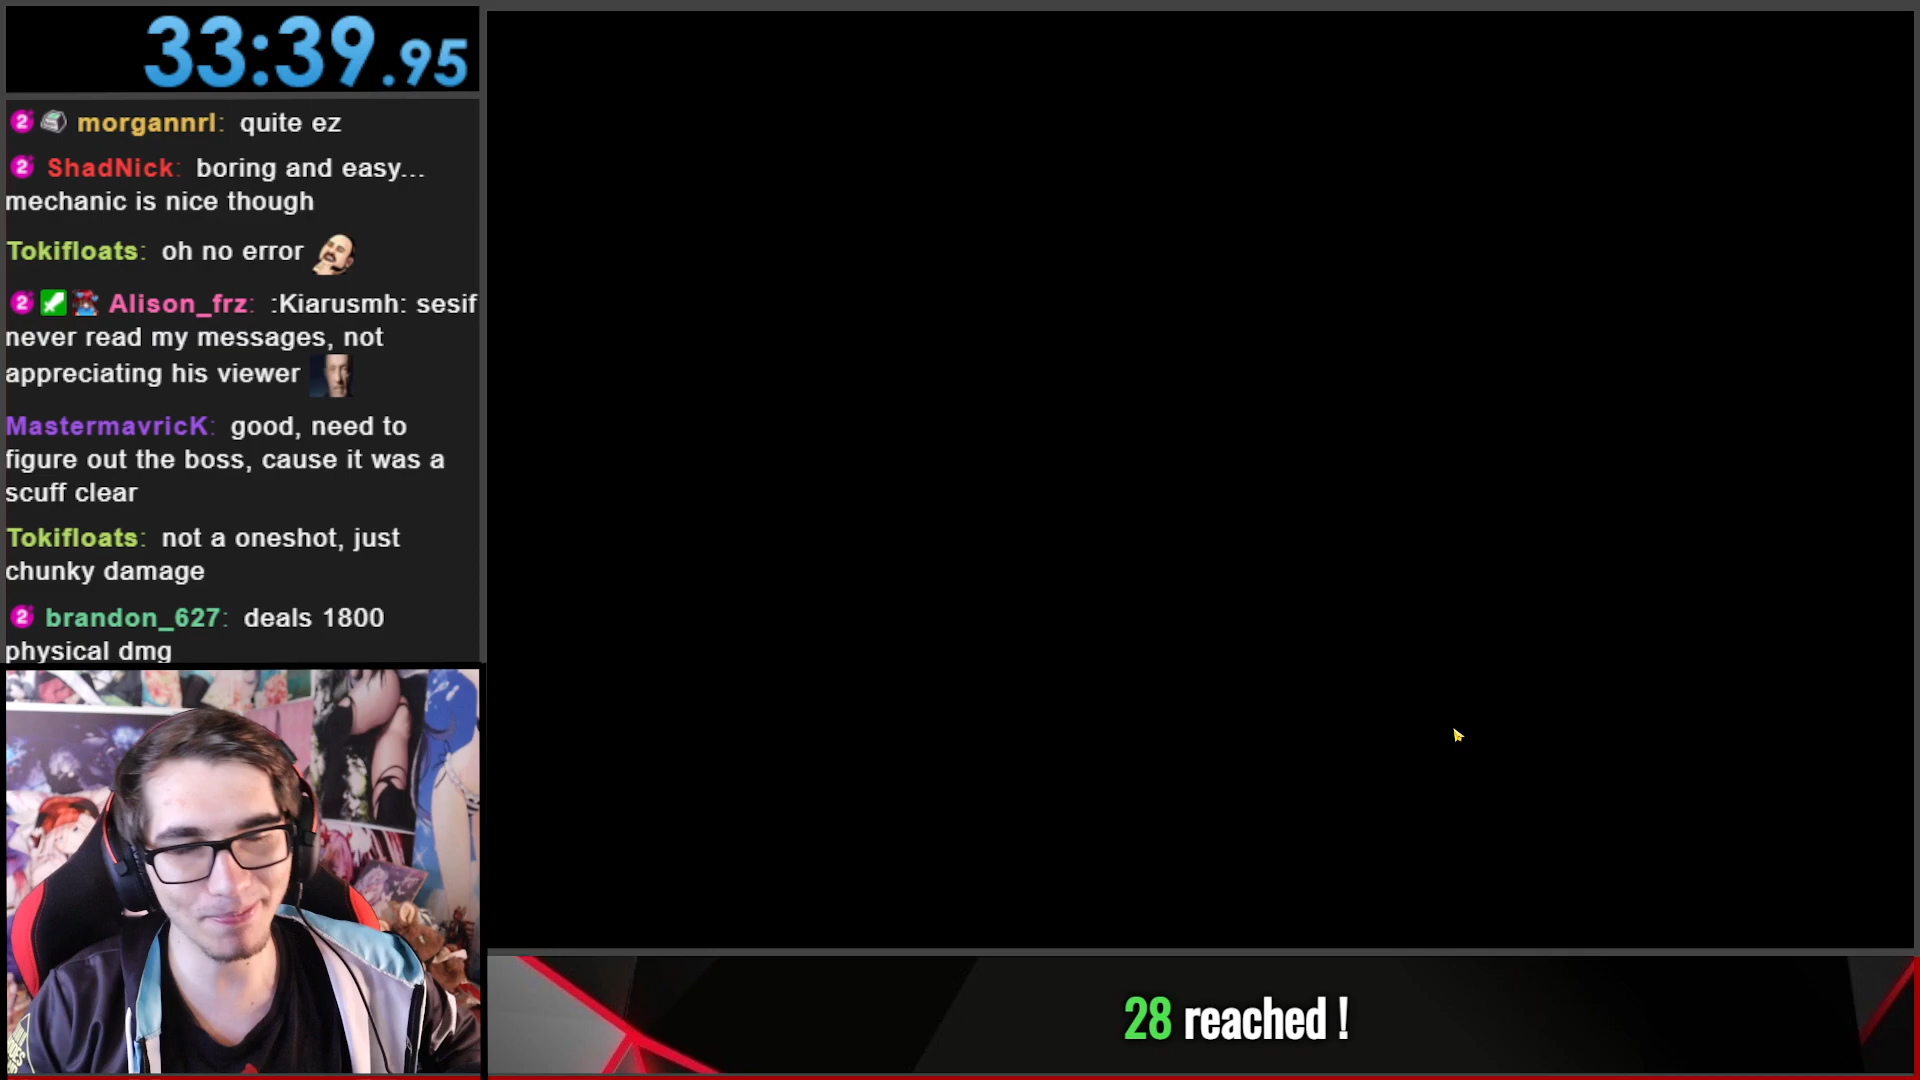 33:39.95
morgannrl: quite ez
ShadNick: boring and easy...
mechanic is nice though
Tokifloats: oh no error
Alison_frz: :Kiarusmh: sesif
never read my messages, not
appreciating his viewer
MastermavricK: good, need to
figure out the boss, cause it was a
scuff clear
Tokifloats: not a oneshot, just
chunky damage
brandon_627: deals 1800
physical dmg
28 reached !